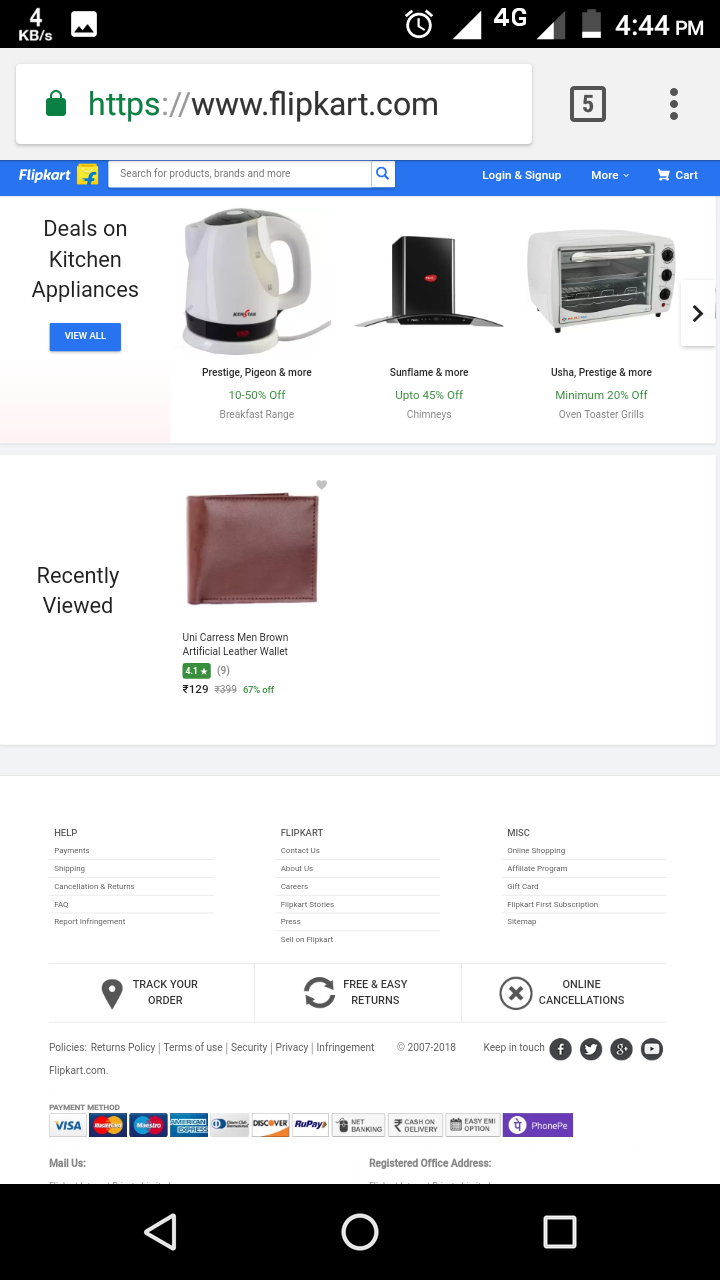 4
KB/s
4G
4:44 PM
https://www.flipkart.com
5
Flipkart
Search for products, brands and more
Login & Signup
More
Cart
Deals on
Kitchen
Appliances
VIEW ALL
KENSTAR
Prestige, Pigeon & more
10-50% Off
Breakfast Range
Sunflame & more
Upto 45% Off
Chimneys
Usha, Prestige & more
Minimum 20% Off
Oven Toaster Grills
Recently
Viewed
Uni Carress Men Brown
Artificial Leather Wallet
4.1 ★ (9)
₹129 ₹399 67% off
HELP
Payments
Shipping
Cancellation & Returns
FAQ
Report Infringement
FLIPKART
Contact Us
About Us
Careers
Flipkart Stories
Press
Sell on Flipkart
MISC
Online Shopping
Affiliate Program
Gift Card
Flipkart First Subscription
Sitemap
TRACK YOUR
ORDER
FREE & EASY
RETURNS
ONLINE
CANCELLATIONS
Policies: Returns Policy | Terms of use | Security | Privacy | Infringement © 2007-2018 Keep in touch
Flipkart.com.
PAYMENT METHOD
VISA
MasterCard
Maestro
AMERICAN
EXPRESS
Diners Club
International
DISCOVER
RuPay
NET
BANKING
CASH ON
DELIVERY
EASY EMI
OPTION
PhonePe
Mail Us:
Registered Office Address: